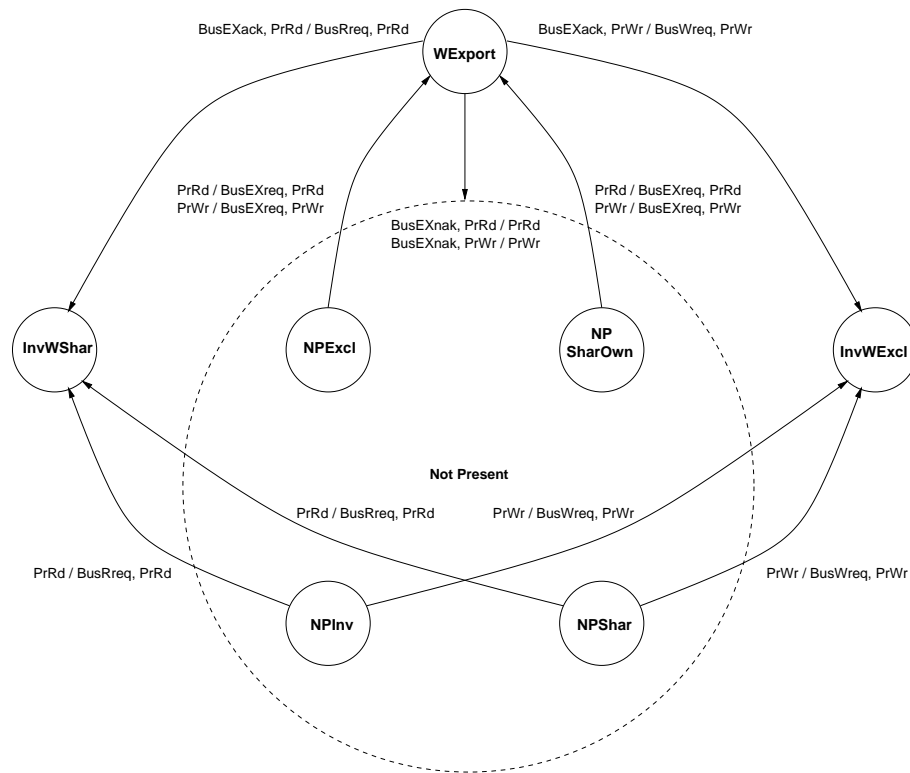 BusEXack, PrRd / BusRreq, PrRd
BusEXack, PrWr / BusWreq, PrWr
WExport
PrRd / BusEXreq, PrRd
PrWr / BusEXreq, PrWr
PrRd / BusEXreq, PrRd
PrWr / BusEXreq, PrWr
BusEXnak, PrRd / PrRd
BusEXnak, PrWr / PrWr
InvWShar
NPExcl
NP
SharOwn
InvWExcl
Not Present
PrRd / BusRreq, PrRd
PrWr / BusWreq, PrWr
PrRd / BusRreq, PrRd
PrWr / BusWreq, PrWr
NPInv
NPShar